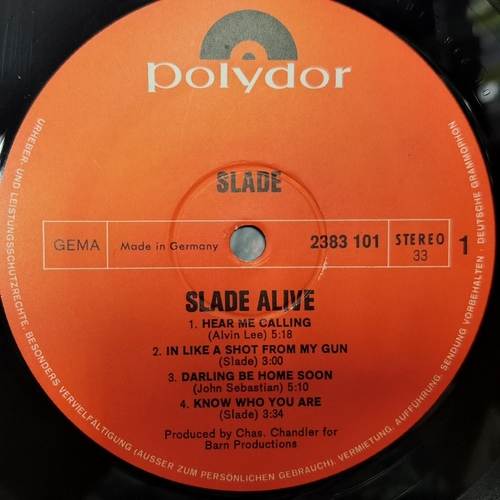 polydor
SLADE
GEMA
Made in Germany
2383 101
STEREO
33
1
SLADE ALIVE
1. HEAR ME CALLING
(Alvin Lee) 5:18
2. IN LIKE A SHOT FROM MY GUN
(Slade) 3:00
3. DARLING BE HOME SOON
(John Sebastian) 5:10
4. KNOW WHO YOU ARE
(Slade) 3:34
Produced by Chas. Chandler for
Barn Productions
URHEBER- UND LEISTUNGSSCHUTZRECHTE, BESONDERS VERVIELFÄLTIGUNG (AUSSER ZUM PERSÖNLICHEN GEBRAUCH), VERMIETUNG, AUFFÜHRUNG, SENDUNG VORBEHALTEN · DEUTSCHE GRAMMOPHON